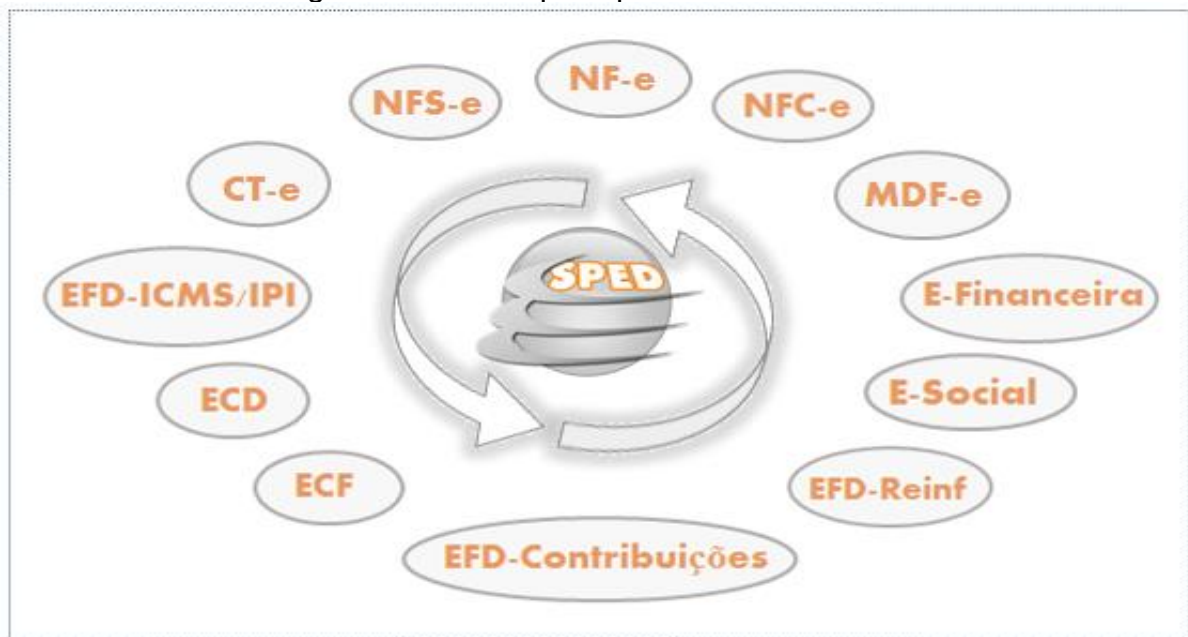 NF-e
NFS-e
NFC-e
CT-e
MDF-e
SPED
EFD-ICMS/IPI
E-Financeira
ECD
E-Social
ECF
EFD-Reinf
EFD-Contribuições